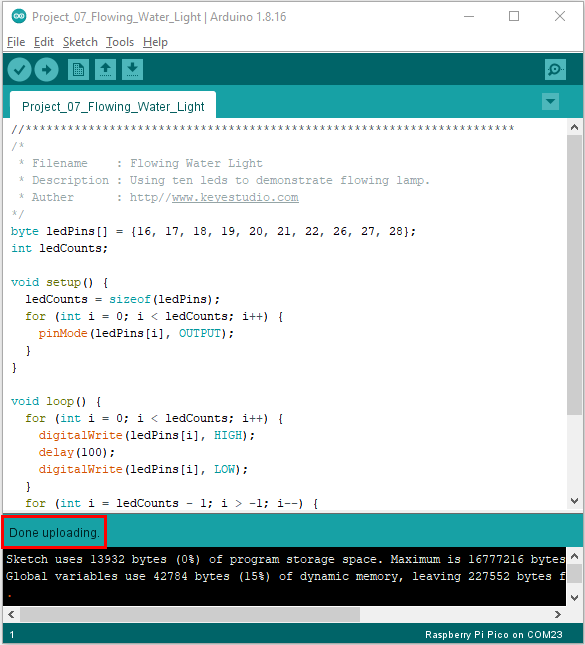 Project_07_Flowing_Water_Light | Arduino 1.8.16
File Edit Sketch Tools Help
Project_07_Flowing_Water_Light
//**********************************************************************
/*
 * Filename    : Flowing Water Light
 * Description : Using ten leds to demonstrate flowing lamp.
 * Auther      : http//www.keyestudio.com
*/
byte ledPins[] = {16, 17, 18, 19, 20, 21, 22, 26, 27, 28};
int ledCounts;
void setup() {
  ledCounts = sizeof(ledPins);
  for (int i = 0; i < ledCounts; i++) {
    pinMode(ledPins[i], OUTPUT);
  }
}
void loop() {
  for (int i = 0; i < ledCounts; i++) {
    digitalWrite(ledPins[i], HIGH);
    delay(100);
    digitalWrite(ledPins[i], LOW);
  }
  for (int i = ledCounts - 1; i > -1; i--) {
Done uploading.
Sketch uses 13932 bytes (0%) of program storage space. Maximum is 16777216 bytes
Global variables use 42784 bytes (15%) of dynamic memory, leaving 227552 bytes f
.
1
Raspberry Pi Pico on COM23